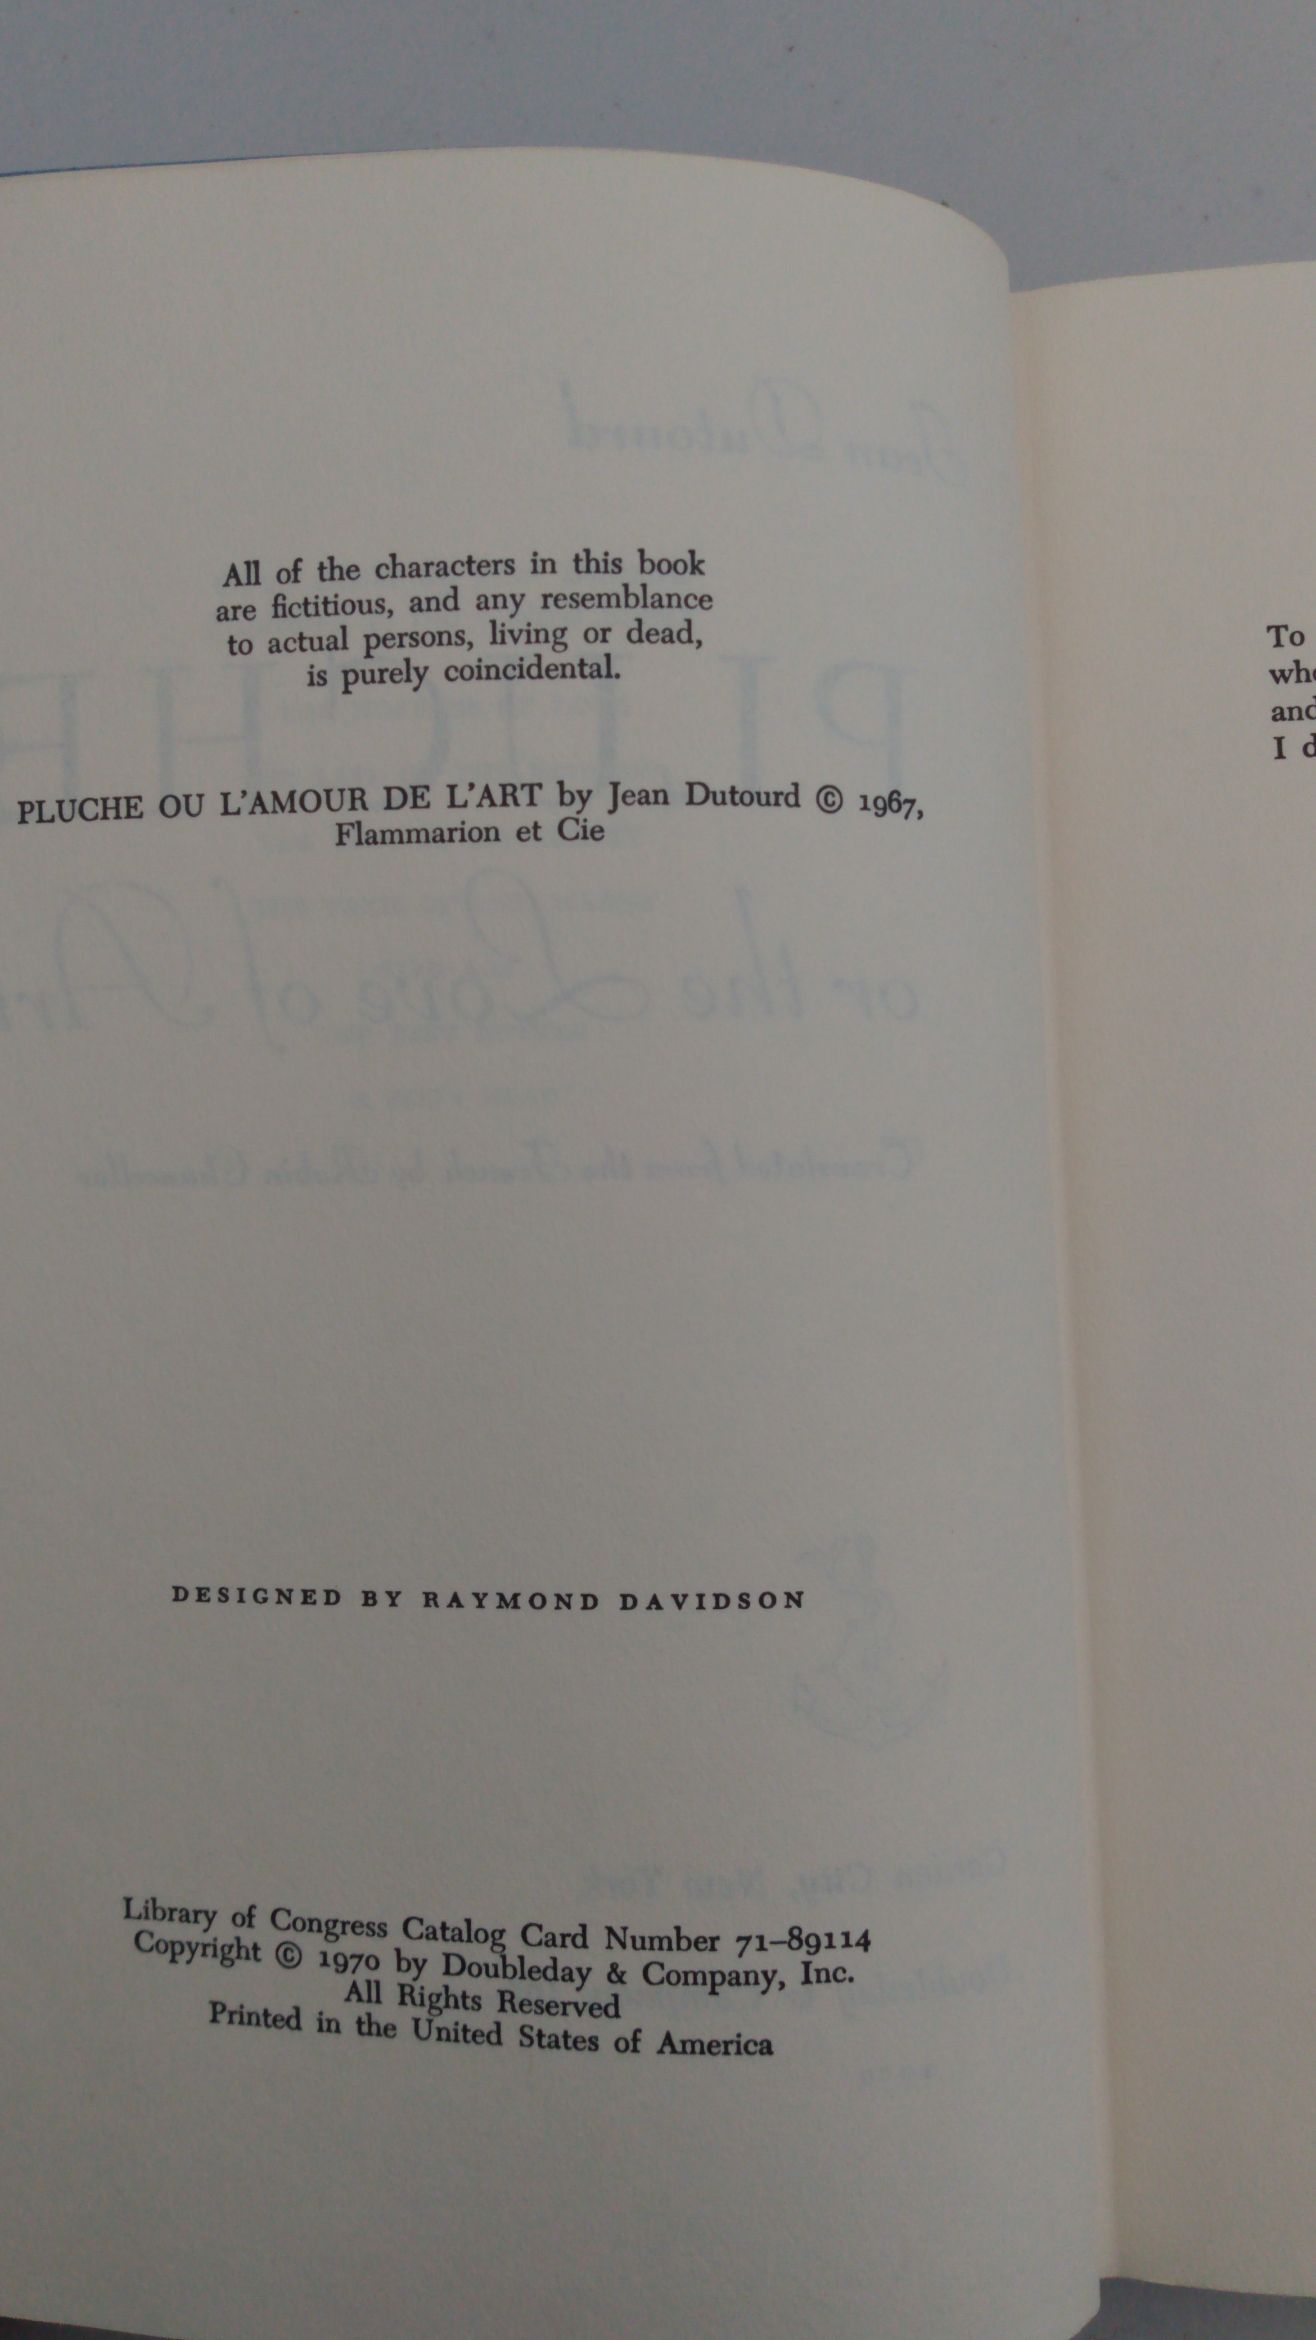 All of the characters in this book
are fictitious, and any resemblance
to actual persons, living or dead,
is purely coincidental.
PLUCHE OU L'AMOUR DE L'ART by Jean Dutourd © 1967,
Flammarion et Cie
DESIGNED BY RAYMOND DAVIDSON
Library of Congress Catalog Card Number 71–89114
Copyright © 1970 by Doubleday & Company, Inc.
All Rights Reserved
Printed in the United States of America
To
and
I